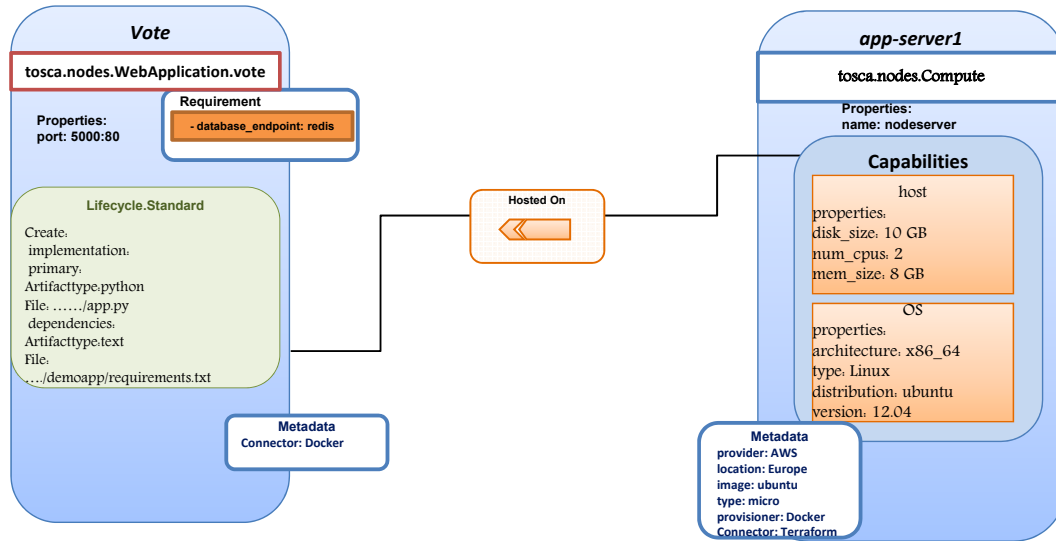 Vote
tosca.nodes.WebApplication.vote
Requirement
- database_endpoint: redis
Properties:
port: 5000:80
Lifecycle.Standard
Create:
implementation:
primary:
Artifacttype:python
File: ....../app.py
dependencies:
Artifacttype:text
File:
..../demoapp/requirements.txt
Metadata
Connector: Docker
Hosted On
app-server1
tosca.nodes.Compute
Properties:
name: nodeserver
Capabilities
host
properties:
disk_size: 10 GB
num_cpus: 2
mem_size: 8 GB
OS
properties:
architecture: x86_64
type: Linux
distribution: ubuntu
version: 12.04
Metadata
provider: AWS
location: Europe
image: ubuntu
type: micro
provisioner: Docker
Connector: Terraform